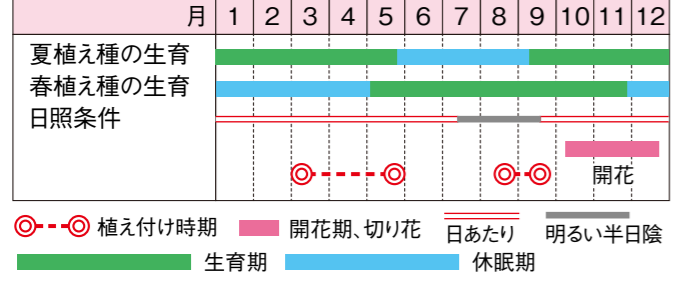 月 1 2 3 4 5 6 7 8 9 10 11 12
夏植え種の生育
春植え種の生育
日照条件
開花
植え付け時期 開花期、切り花 日あたり 明るい半日陰
生育期 休眠期